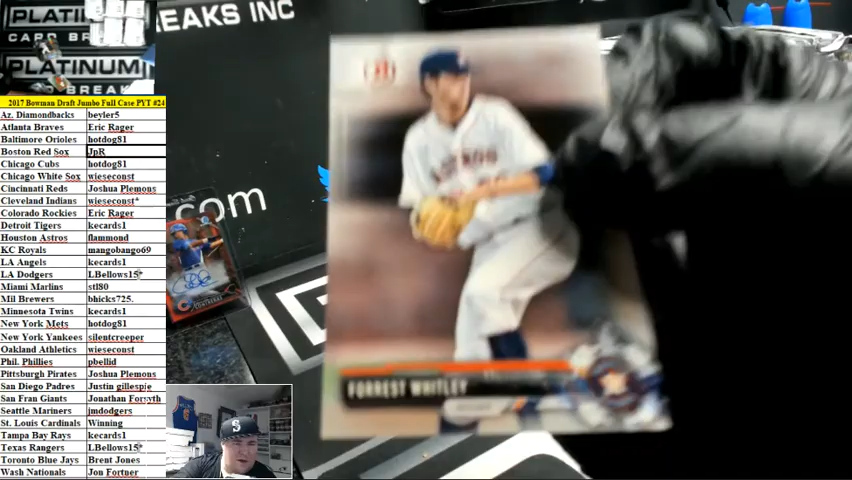 PLATINUM
CARD BR
PLATINUM
BREAK
EAKS INC
2017 Bowman Draft Jumbo Full Case PYT #24
Az. Diamondbacks beyler5
Atlanta Braves Eric Rager
Baltimore Orioles hotdog81
Boston Red Sox JpR
Chicago Cubs hotdog81
Chicago White Sox wieseconst
Cincinnati Reds Joshua Plemons
Cleveland Indians wieseconst*
Colorado Rockies Eric Rager
Detroit Tigers kecards1
Houston Astros flammond
KC Royals mangobango69
LA Angels kecards1
LA Dodgers LBellows15*
Miami Marlins stl80
Mil Brewers bhicks725.
Minnesota Twins kecards1
New York Mets hotdog81
New York Yankees silentcreeper
Oakland Athletics wieseconst
Phil. Phillies pbellid
Pittsburgh Pirates Joshua Plemons
San Diego Padres Justin gillespie
San Fran Giants Jonathan Forsyth
Seattle Mariners jmdodgers
St. Louis Cardinals Winning
Tampa Bay Rays kecards1
Texas Rangers LBellows15*
Toronto Blue Jays Brent Jones
Wash Nationals Jon Fortner
.com
CONTRERAS
ASTROS
FORREST WHITLEY
S